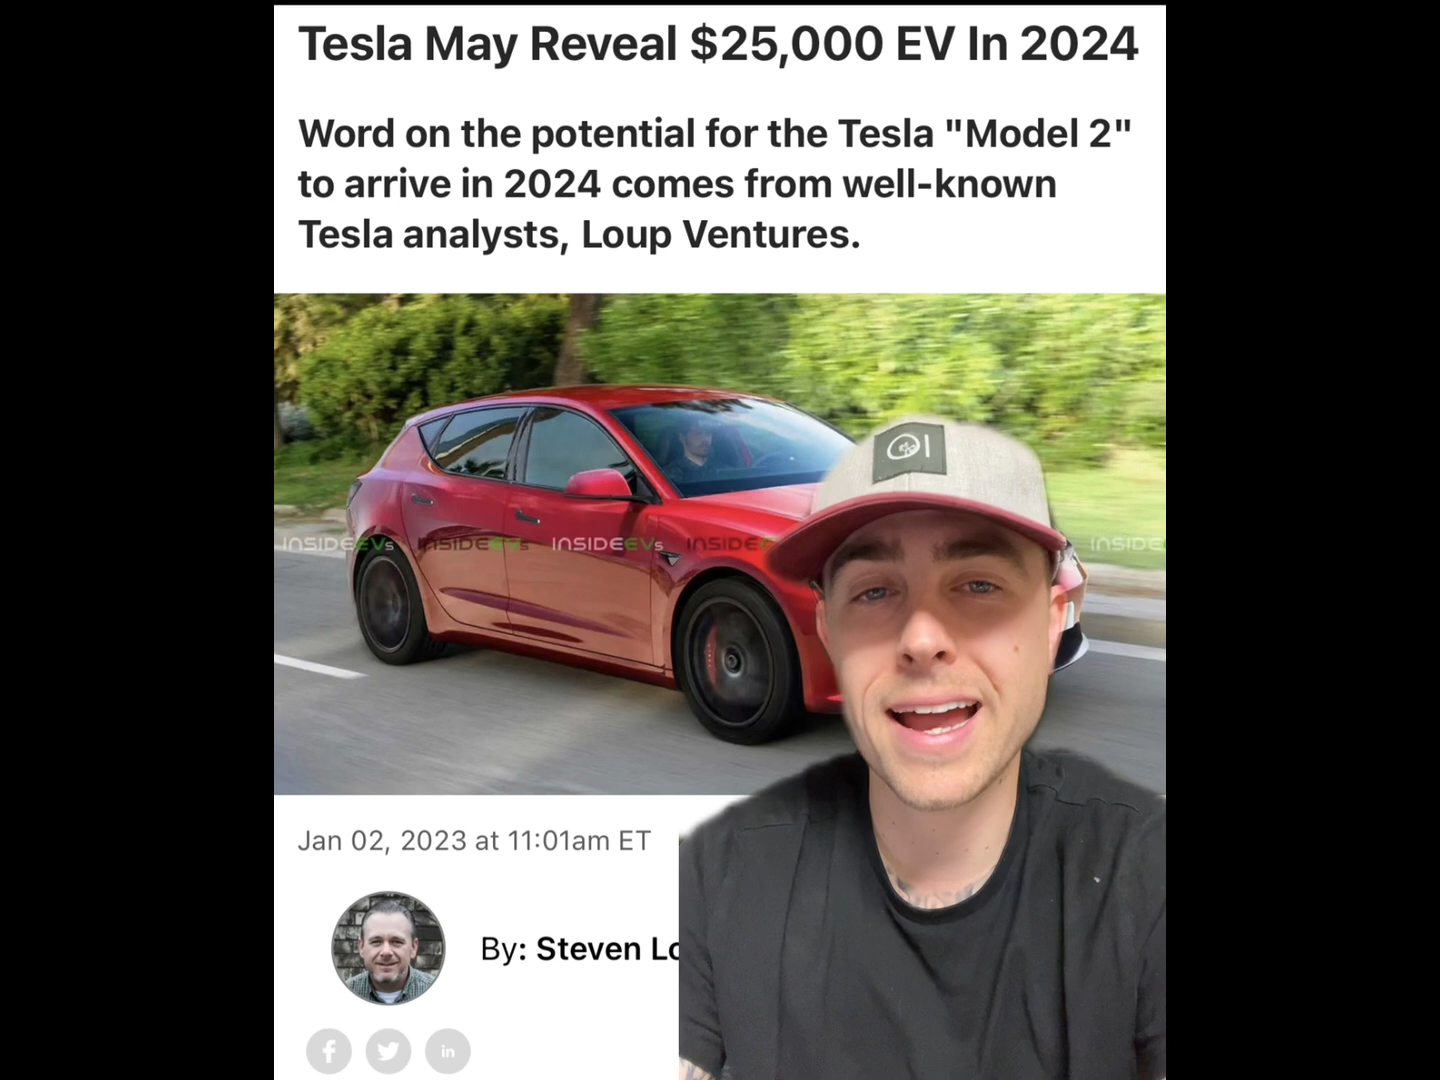 Tesla May Reveal $25,000 EV In 2024
Word on the potential for the Tesla "Model 2"
to arrive in 2024 comes from well-known
Tesla analysts, Loup Ventures.
INSIDEEVs INSIDEEVs INSIDEEVs INSIDE INSIDE
Jan 02, 2023 at 11:01am ET
By: Steven Lo
f in